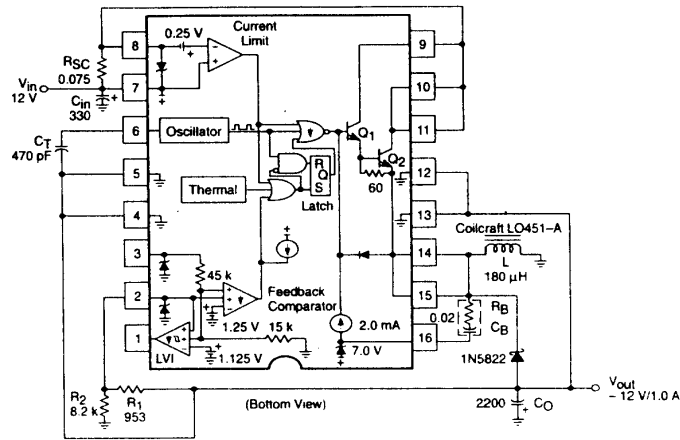 Current
Limit
0.25 V
8
9
RSC
0.075
Vin
12 V
7
10
Cin
330
+
6
Oscillator
Q1
11
CT
470 pF
R
Q
S
Q2
60
12
5
Thermal
Latch
4
13
Coilcraft LO451–A
3
45 k
14
L
180 µH
2
Feedback
Comparator
15
RB
0.02
CB
1.25 V
15 k
2.0 mA
1
LVI
1.125 V
7.0 V
16
1N5822
R2
8.2 k
R1
953
(Bottom View)
2200
+
CO
Vout
– 12 V/1.0 A